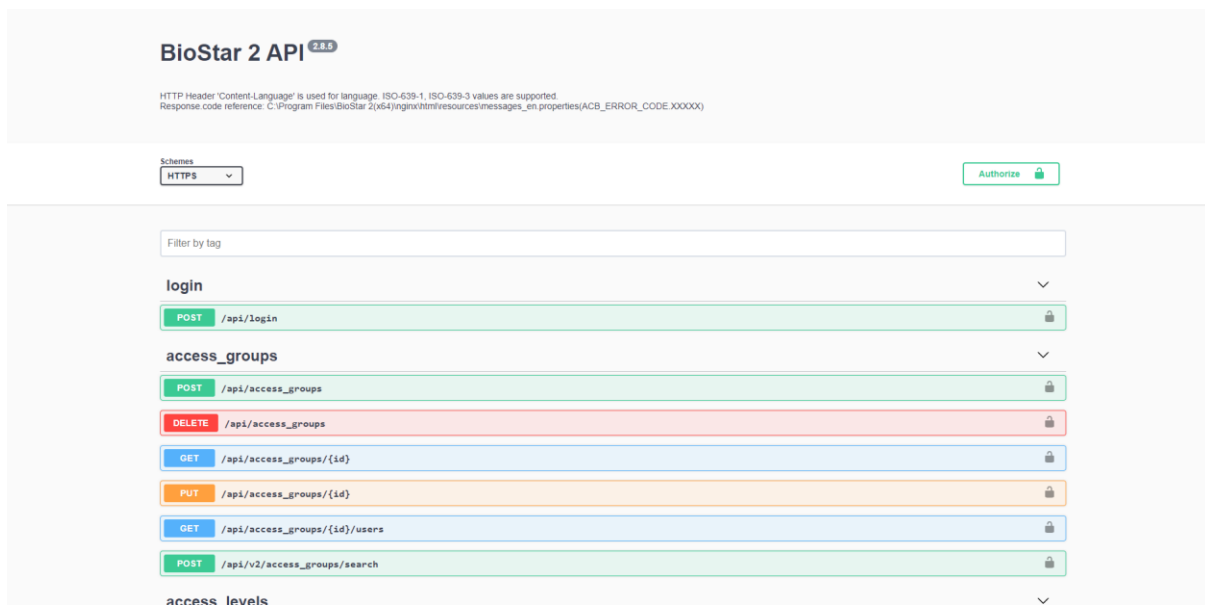 BioStar 2 API 2.8.5
HTTP Header 'Content-Language' is used for language. ISO-639-1, ISO-639-3 values are supported.
Response.code reference: C:\Program Files\BioStar 2(x64)\nginx\html\resources\messages_en.properties(ACB_ERROR_CODE.XXXXX)
Schemes
HTTPS
Authorize
Filter by tag
login
POST /api/login
access_groups
POST /api/access_groups
DELETE /api/access_groups
GET /api/access_groups/{id}
PUT /api/access_groups/{id}
GET /api/access_groups/{id}/users
POST /api/v2/access_groups/search
access_levels